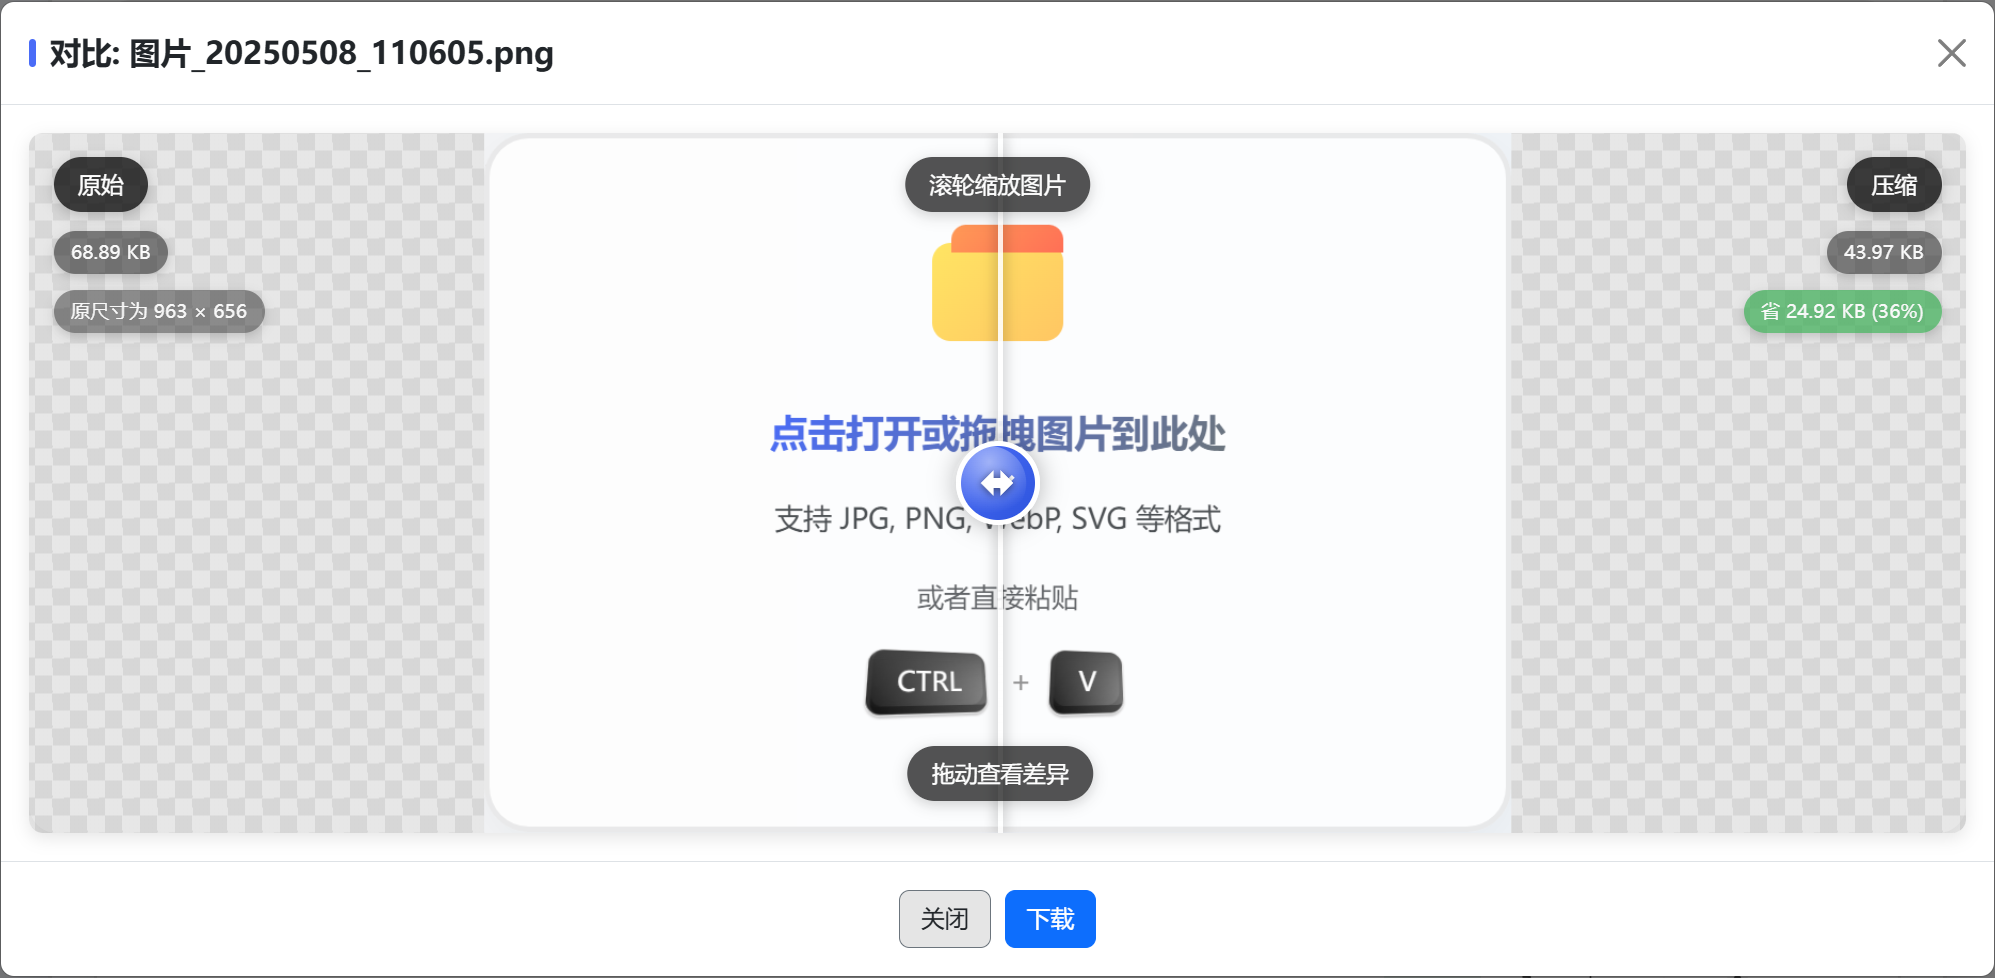 对比: 图片_20250508_110605.png
原始
滚轮缩放图片
压缩
68.89 KB
43.97 KB
原尺寸为 963 × 656
省 24.92 KB (36%)
点击打开或拖拽图片到此处
支持 JPG, PNG, WebP, SVG 等格式
或者直接粘贴
CTRL + V
拖动查看差异
关闭 下载